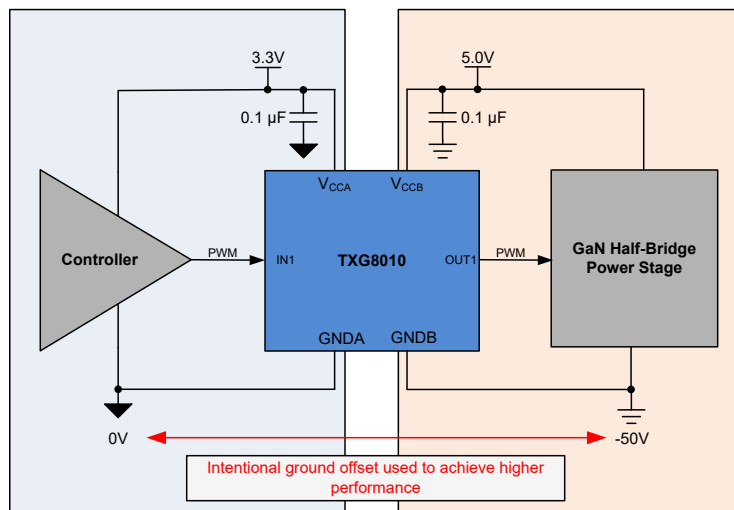 3.3V
5.0V
0.1 µF
0.1 µF
VCCA
VCCB
Controller
PWM
IN1
TXG8010
OUT1
PWM
GaN Half-Bridge
Power Stage
GNDA
GNDB
0V
-50V
Intentional ground offset used to achieve higher
performance